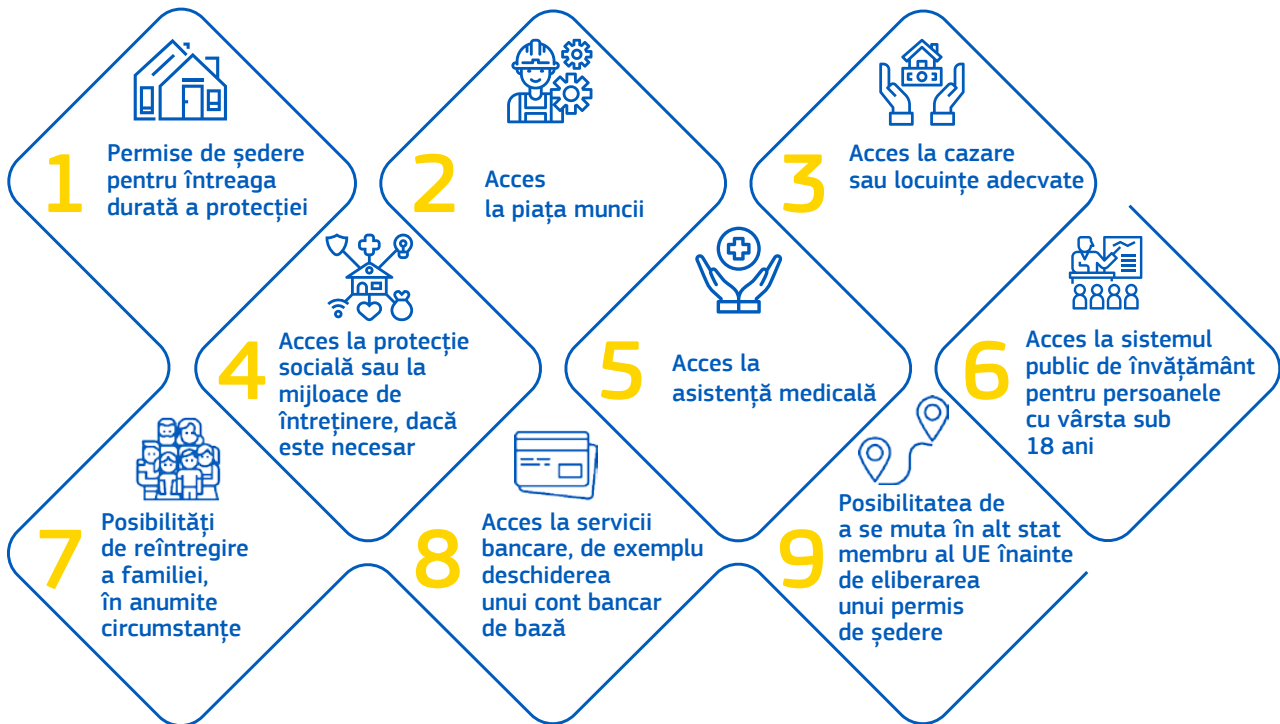 1
Permise de ședere
pentru întreaga
durată a protecției
2
Acces
la piața muncii
3
Acces la cazare
sau locuințe adecvate
4
Acces la protecție
socială sau la
mijloace de
întreținere, dacă
este necesar
5
Acces la
asistență medicală
6
Acces la sistemul
public de învățământ
pentru persoanele
cu vârsta sub
18 ani
7
Posibilități
de reîntregire
a familiei,
în anumite
circumstanțe
8
Acces la servicii
bancare, de exemplu
deschiderea
unui cont bancar
de bază
9
Posibilitatea de
a se muta în alt stat
membru al UE înainte
de eliberarea
unui permis
de ședere